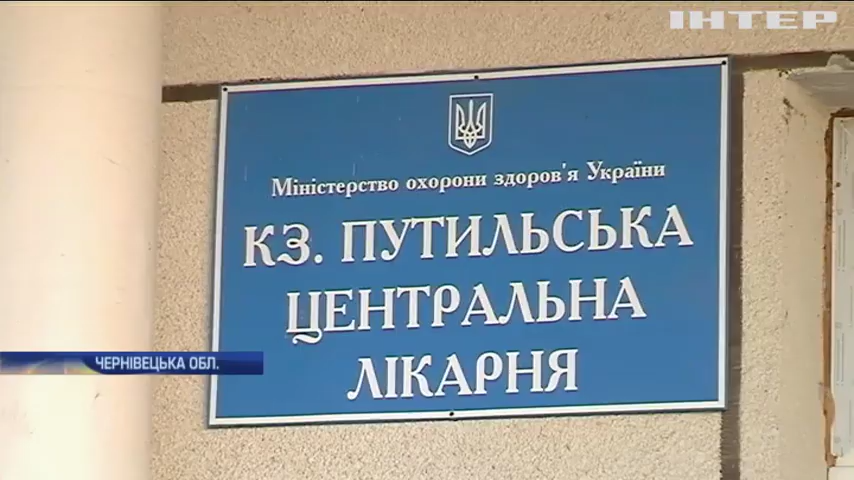 ІНТЕР
Міністерство охорони здоров'я України
КЗ. ПУТИЛЬСЬКА
ЦЕНТРАЛЬНА
ЛІКАРНЯ
ЧЕРНІВЕЦЬКА ОБЛ.